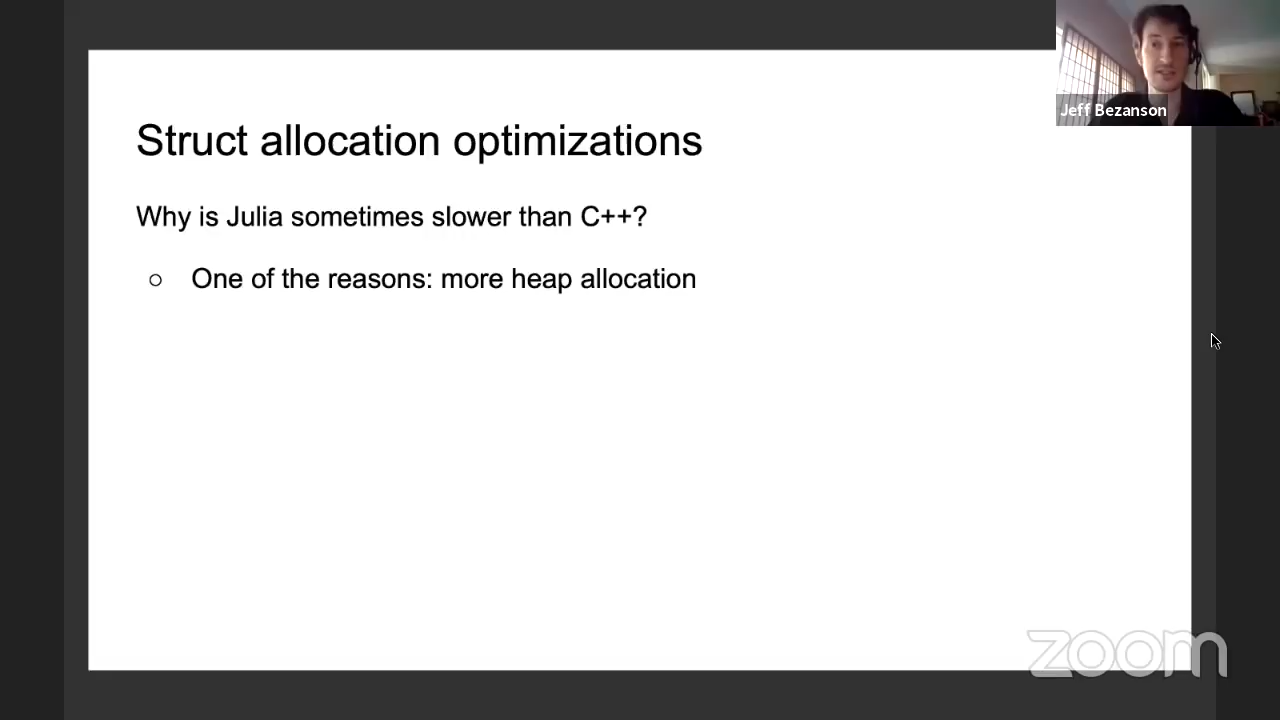 Jeff Bezanson
Struct allocation optimizations
Why is Julia sometimes slower than C++?
○ One of the reasons: more heap allocation
zoom